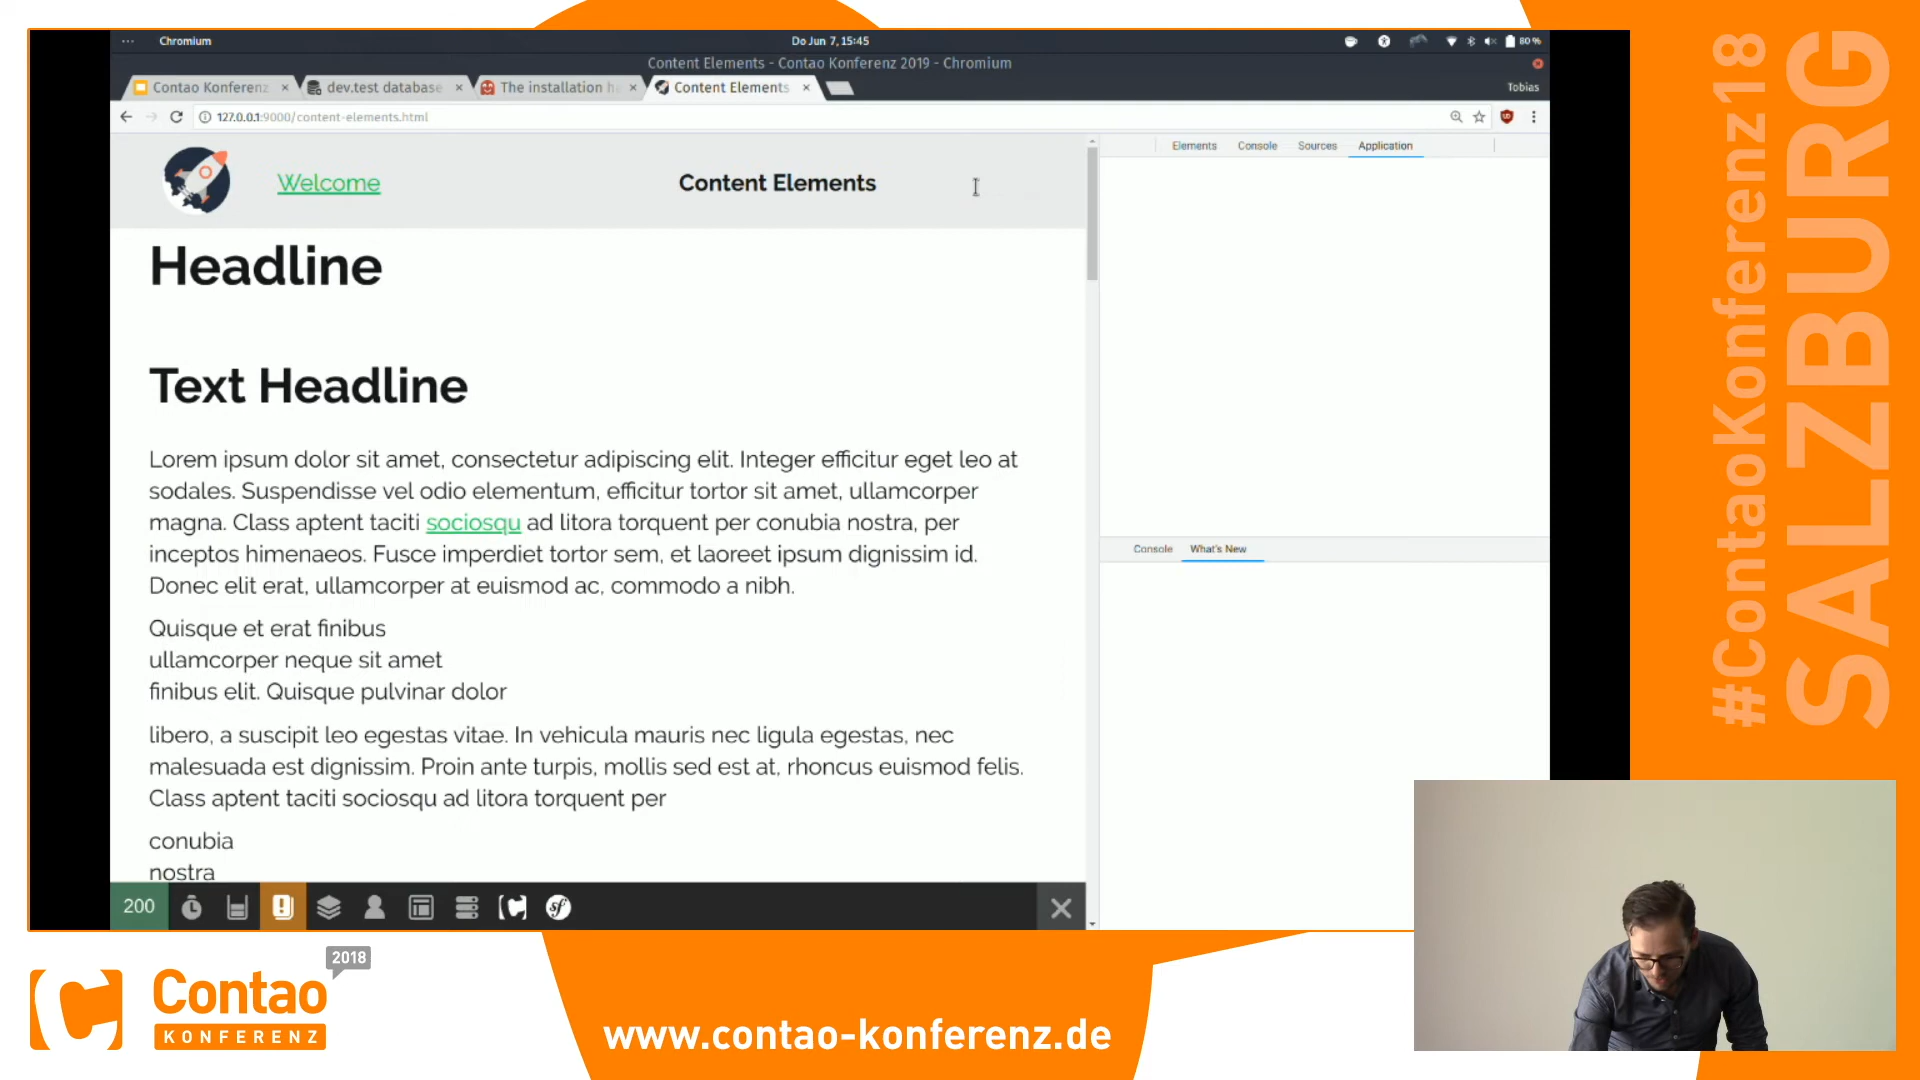 Chromium
Do Jun 7, 15:45
80 %
Content Elements - Contao Konferenz 2019 - Chromium
Contao Konferenz
dev.test database
The installation h
Content Elements
Tobias
127.0.0.1:9000/content-elements.html
Welcome
Content Elements
Elements
Console
Sources
Application
Headline
Text Headline
Lorem ipsum dolor sit amet, consectetur adipiscing elit. Integer efficitur eget leo at
sodales. Suspendisse vel odio elementum, efficitur tortor sit amet, ullamcorper
magna. Class aptent taciti sociosqu ad litora torquent per conubia nostra, per
inceptos himenaeos. Fusce imperdiet tortor sem, et laoreet ipsum dignissim id.
Donec elit erat, ullamcorper at euismod ac, commodo a nibh.
Quisque et erat finibus
ullamcorper neque sit amet
finibus elit. Quisque pulvinar dolor
libero, a suscipit leo egestas vitae. In vehicula mauris nec ligula egestas, nec
malesuada est dignissim. Proin ante turpis, mollis sed est at, rhoncus euismod felis.
Class aptent taciti sociosqu ad litora torquent per
conubia
nostra
Console
What's New
200
sf
#ContaoKonferenz18
SALZBURG
2018
Contao
KONFERENZ
www.contao-konferenz.de